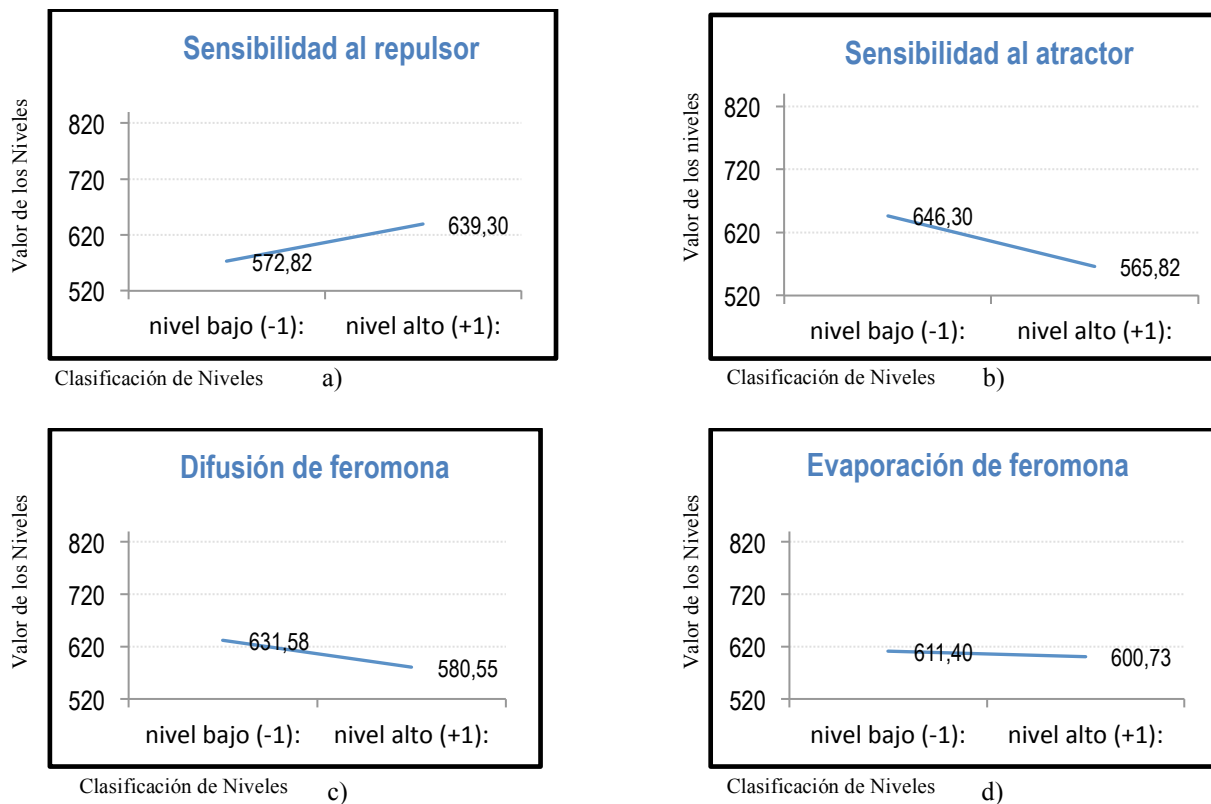 Sensibilidad al repulsor
Valor de los Niveles
820
720
620
520
572,82
639,30
nivel bajo (-1): nivel alto (+1):
Clasificación de Niveles a)
Sensibilidad al atractor
Valor de los niveles
820
720
620
520
646,30
565,82
nivel bajo (-1): nivel alto (+1):
Clasificación de Niveles b)
Difusión de feromona
Valor de los Niveles
820
720
620
520
631,58
580,55
nivel bajo (-1): nivel alto (+1):
Clasificación de Niveles c)
Evaporación de feromona
Valor de los Niveles
820
720
620
520
611,40
600,73
nivel bajo (-1): nivel alto (+1):
Clasificación de Niveles d)